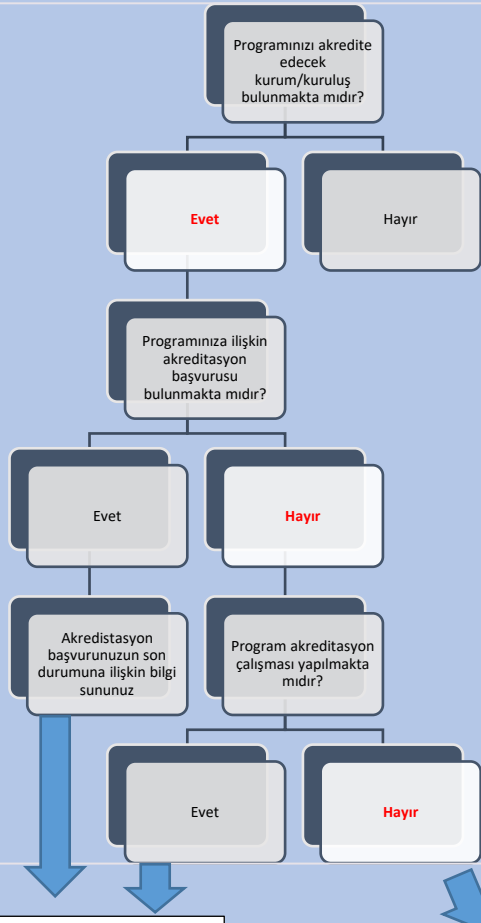 Programınızı akredite
edecek
kurum/kuruluş
bulunmakta mıdır?
Evet
Hayır
Programınıza ilişkin
akreditasyon
başvurusu
bulunmakta mıdır?
Evet
Hayır
Akredistasyon
başvurunuzun son
durumuna ilişkin bilgi
sununuz
Program akreditasyon
çalışması yapılmakta
mıdır?
Evet
Hayır